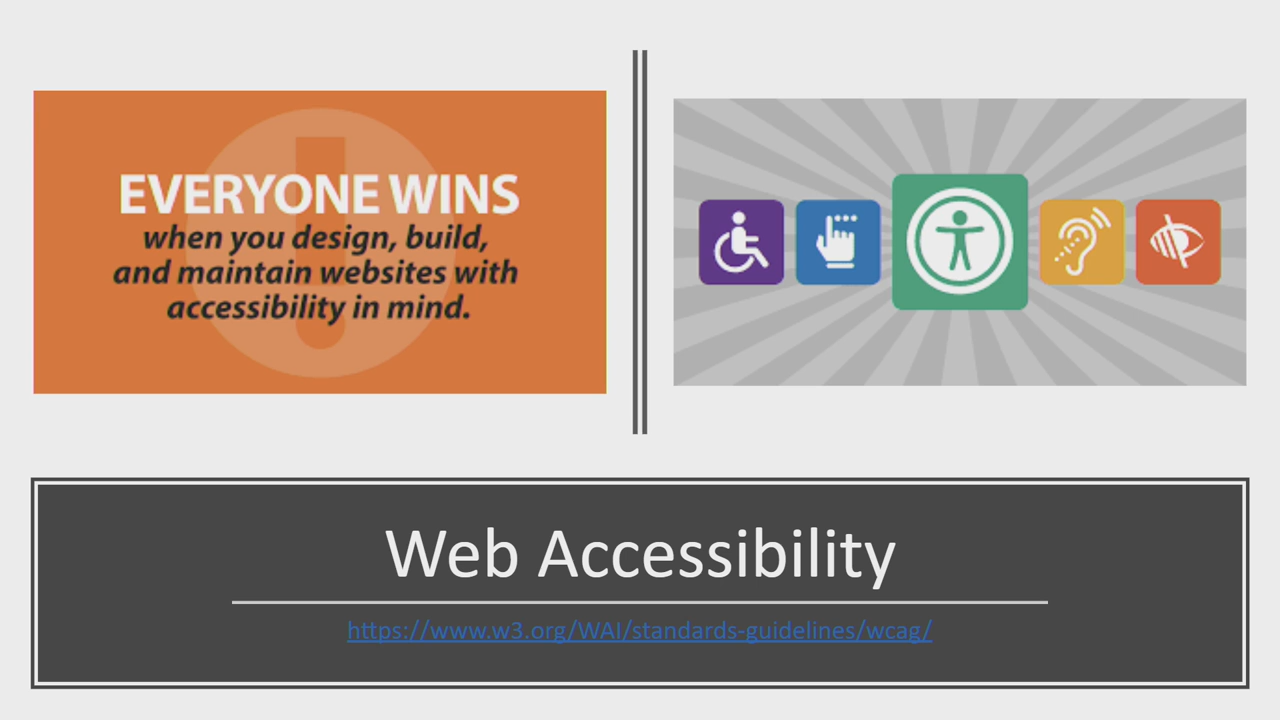 EVERYONE WINS
when you design, build,
and maintain websites with
accessibility in mind.
Web Accessibility
https://www.w3.org/WAI/standards-guidelines/wcag/